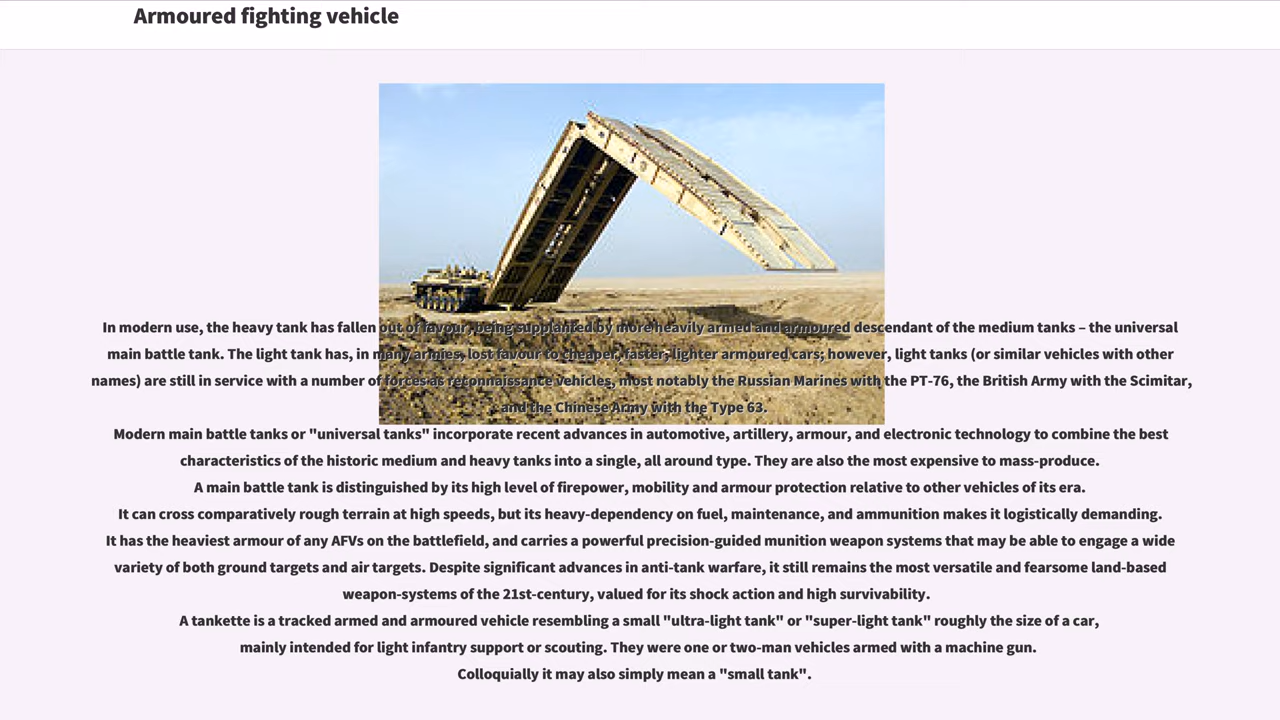 Armoured fighting vehicle
In modern use, the heavy tank has fallen out of favour, being supplanted by more heavily armed and armoured descendant of the medium tanks – the universal
main battle tank. The light tank has, in many armies, lost favour to cheaper, faster, lighter armoured cars; however, light tanks (or similar vehicles with other
names) are still in service with a number of forces as reconnaissance vehicles, most notably the Russian Marines with the PT-76, the British Army with the Scimitar,
and the Chinese Army with the Type 63.
Modern main battle tanks or "universal tanks" incorporate recent advances in automotive, artillery, armour, and electronic technology to combine the best
characteristics of the historic medium and heavy tanks into a single, all around type. They are also the most expensive to mass-produce.
A main battle tank is distinguished by its high level of firepower, mobility and armour protection relative to other vehicles of its era.
It can cross comparatively rough terrain at high speeds, but its heavy-dependency on fuel, maintenance, and ammunition makes it logistically demanding.
It has the heaviest armour of any AFVs on the battlefield, and carries a powerful precision-guided munition weapon systems that may be able to engage a wide
variety of both ground targets and air targets. Despite significant advances in anti-tank warfare, it still remains the most versatile and fearsome land-based
weapon-systems of the 21st-century, valued for its shock action and high survivability.
A tankette is a tracked armed and armoured vehicle resembling a small "ultra-light tank" or "super-light tank" roughly the size of a car,
mainly intended for light infantry support or scouting. They were one or two-man vehicles armed with a machine gun.
Colloquially it may also simply mean a "small tank".